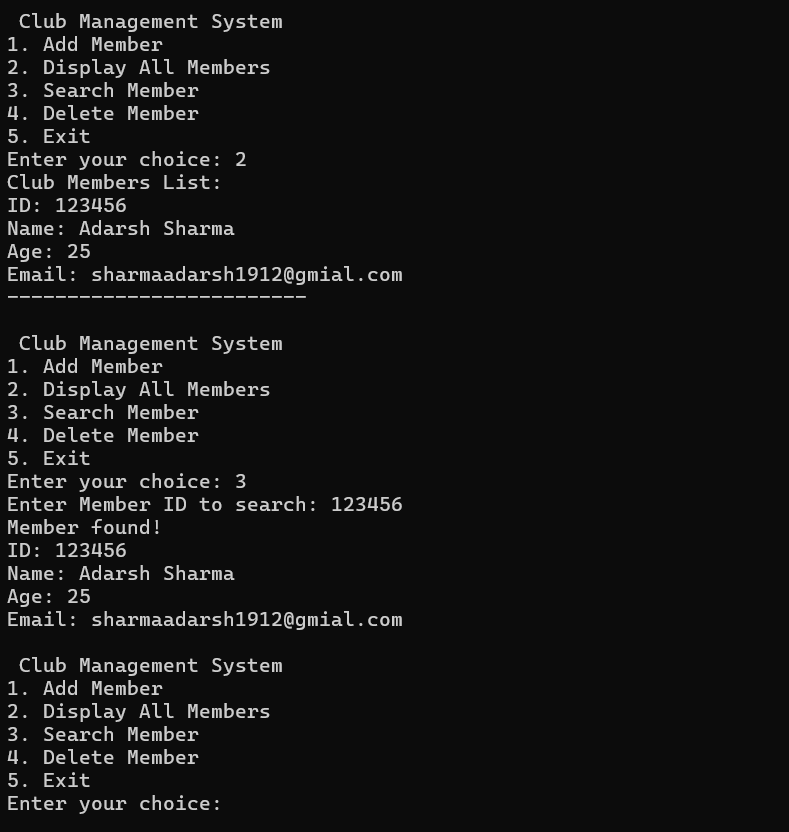 Club Management System
1. Add Member
2. Display All Members
3. Search Member
4. Delete Member
5. Exit
Enter your choice: 2
Club Members List:
ID: 123456
Name: Adarsh Sharma
Age: 25
Email: sharmaadarsh1912@gmial.com
-------------------------

Club Management System
1. Add Member
2. Display All Members
3. Search Member
4. Delete Member
5. Exit
Enter your choice: 3
Enter Member ID to search: 123456
Member found!
ID: 123456
Name: Adarsh Sharma
Age: 25
Email: sharmaadarsh1912@gmial.com

Club Management System
1. Add Member
2. Display All Members
3. Search Member
4. Delete Member
5. Exit
Enter your choice: